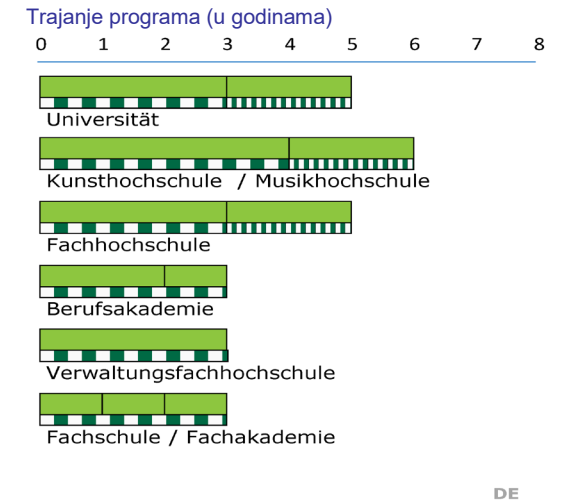 Trajanje programa (u godinama)
0 1 2 3 4 5 6 7 8
Universität
Kunsthochschule / Musikhochschule
Fachhochschule
Berufsakademie
Verwaltungsfachhochschule
Fachschule / Fachakademie
DE